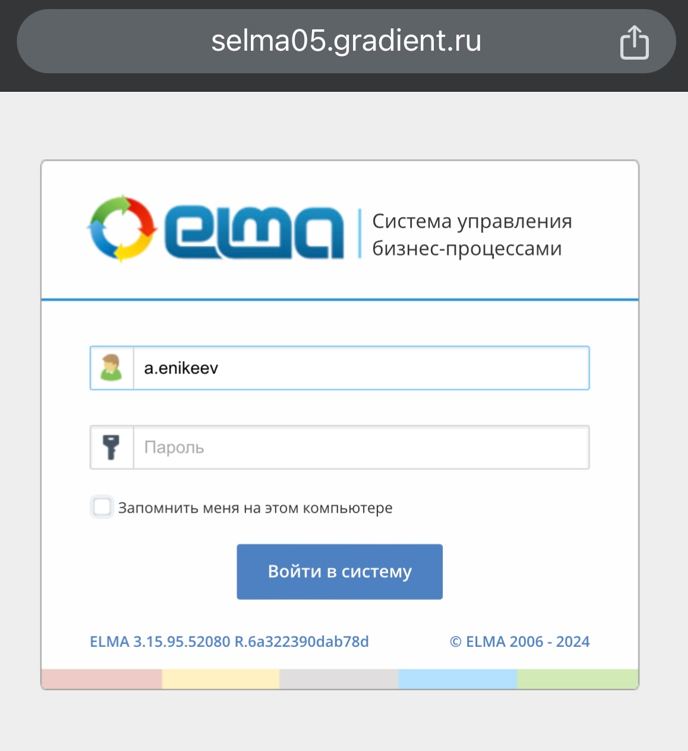 selma05.gradient.ru
elma
Система управления
бизнес-процессами
a.enikeev
Пароль
Запомнить меня на этом компьютере
Войти в систему
ELMA 3.15.95.52080 R.6a322390dab78d © ELMA 2006 - 2024